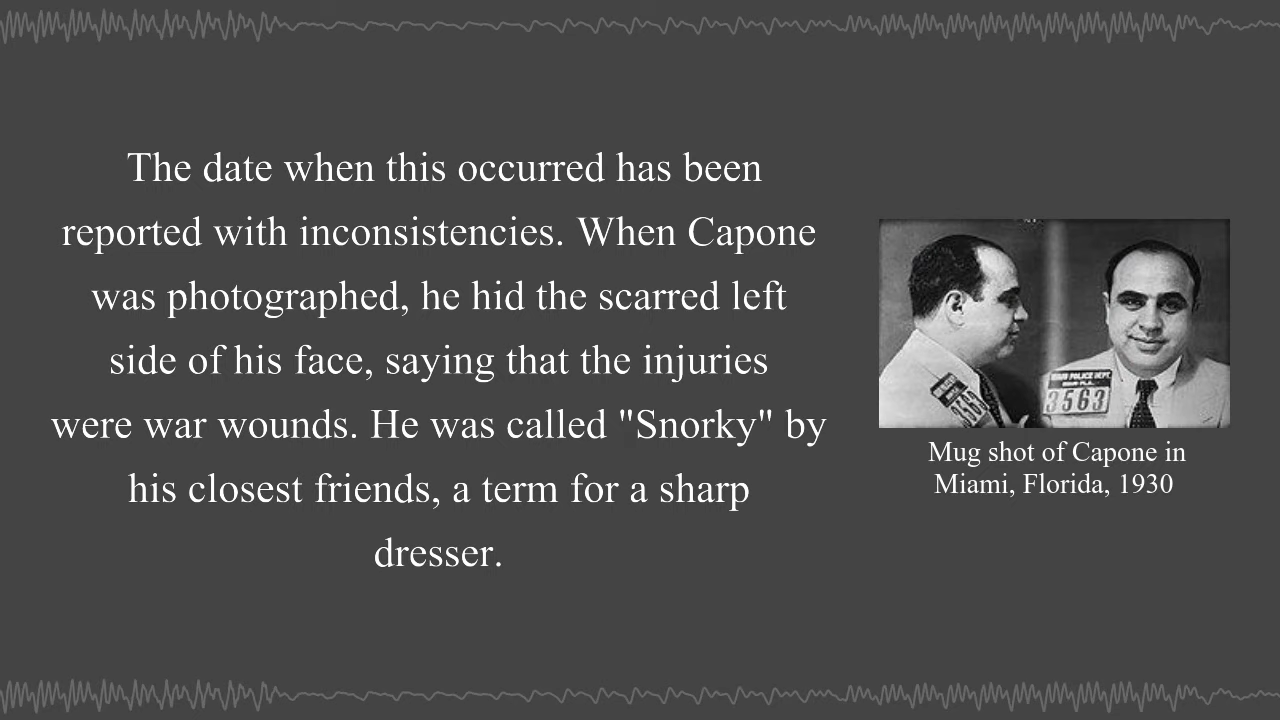 The date when this occurred has been
reported with inconsistencies. When Capone
was photographed, he hid the scarred left
side of his face, saying that the injuries
were war wounds. He was called "Snorky" by
his closest friends, a term for a sharp
dresser.
POLICE DEPT.
3563
Mug shot of Capone in
Miami, Florida, 1930